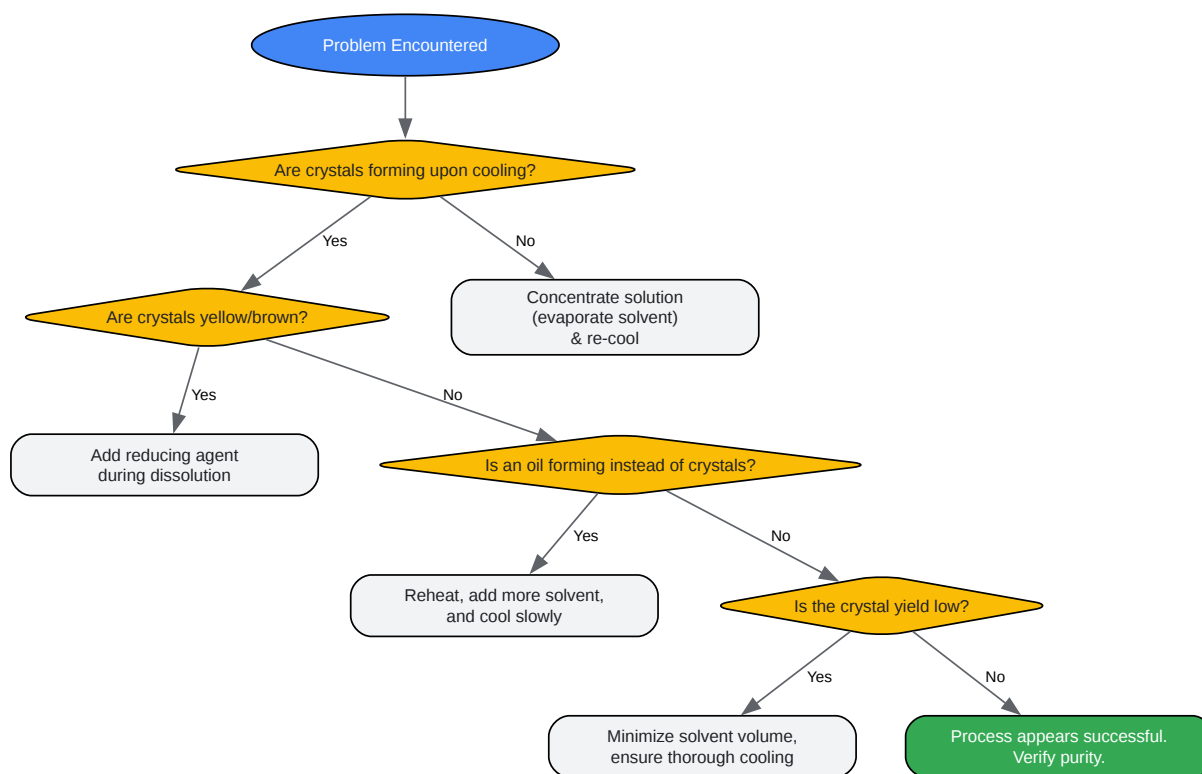 Problem Encountered
Are crystals forming upon cooling?
Yes
No
Concentrate solution
(evaporate solvent)
& re-cool
Are crystals yellow/brown?
Yes
No
Add reducing agent
during dissolution
Is an oil forming instead of crystals?
Yes
No
Reheat, add more solvent,
and cool slowly
Is the crystal yield low?
Yes
No
Minimize solvent volume,
ensure thorough cooling
Process appears successful.
Verify purity.